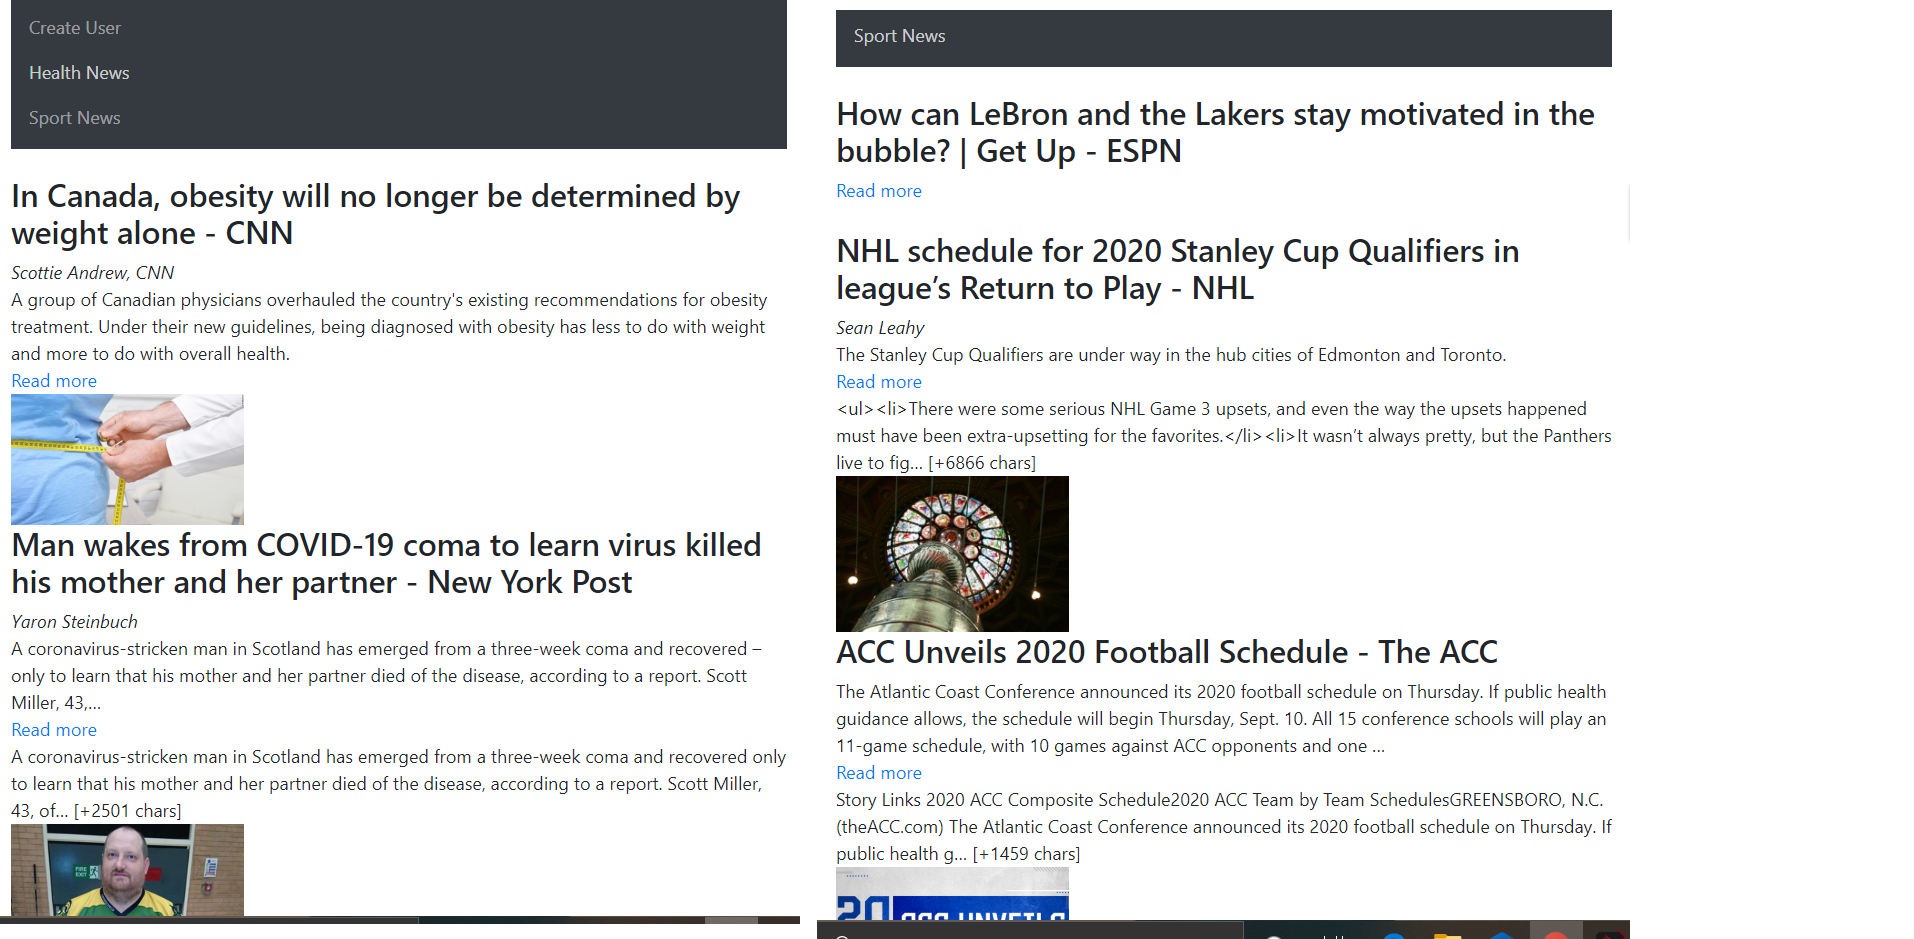 Create User
Health News
Sport News
In Canada, obesity will no longer be determined by
weight alone - CNN
Scottie Andrew, CNN
A group of Canadian physicians overhauled the country's existing recommendations for obesity
treatment. Under their new guidelines, being diagnosed with obesity has less to do with weight
and more to do with overall health.
Read more
Man wakes from COVID-19 coma to learn virus killed
his mother and her partner - New York Post
Yaron Steinbuch
A coronavirus-stricken man in Scotland has emerged from a three-week coma and recovered –
only to learn that his mother and her partner died of the disease, according to a report. Scott
Miller, 43,...
Read more
A coronavirus-stricken man in Scotland has emerged from a three-week coma and recovered only
to learn that his mother and her partner died of the disease, according to a report. Scott Miller,
43, of... [+2501 chars]
FIRE
EXIT
Sport News
How can LeBron and the Lakers stay motivated in the
bubble? | Get Up - ESPN
Read more
NHL schedule for 2020 Stanley Cup Qualifiers in
league’s Return to Play - NHL
Sean Leahy
The Stanley Cup Qualifiers are under way in the hub cities of Edmonton and Toronto.
Read more
<ul><li>There were some serious NHL Game 3 upsets, and even the way the upsets happened
must have been extra-upsetting for the favorites.</li><li>It wasn’t always pretty, but the Panthers
live to fig... [+6866 chars]
ACC Unveils 2020 Football Schedule - The ACC
The Atlantic Coast Conference announced its 2020 football schedule on Thursday. If public health
guidance allows, the schedule will begin Thursday, Sept. 10. All 15 conference schools will play an
11-game schedule, with 10 games against ACC opponents and one ...
Read more
Story Links 2020 ACC Composite Schedule2020 ACC Team by Team SchedulesGREENSBORO, N.C.
(theACC.com) The Atlantic Coast Conference announced its 2020 football schedule on Thursday. If
public health g... [+1459 chars]
20 ACC UNVEILS